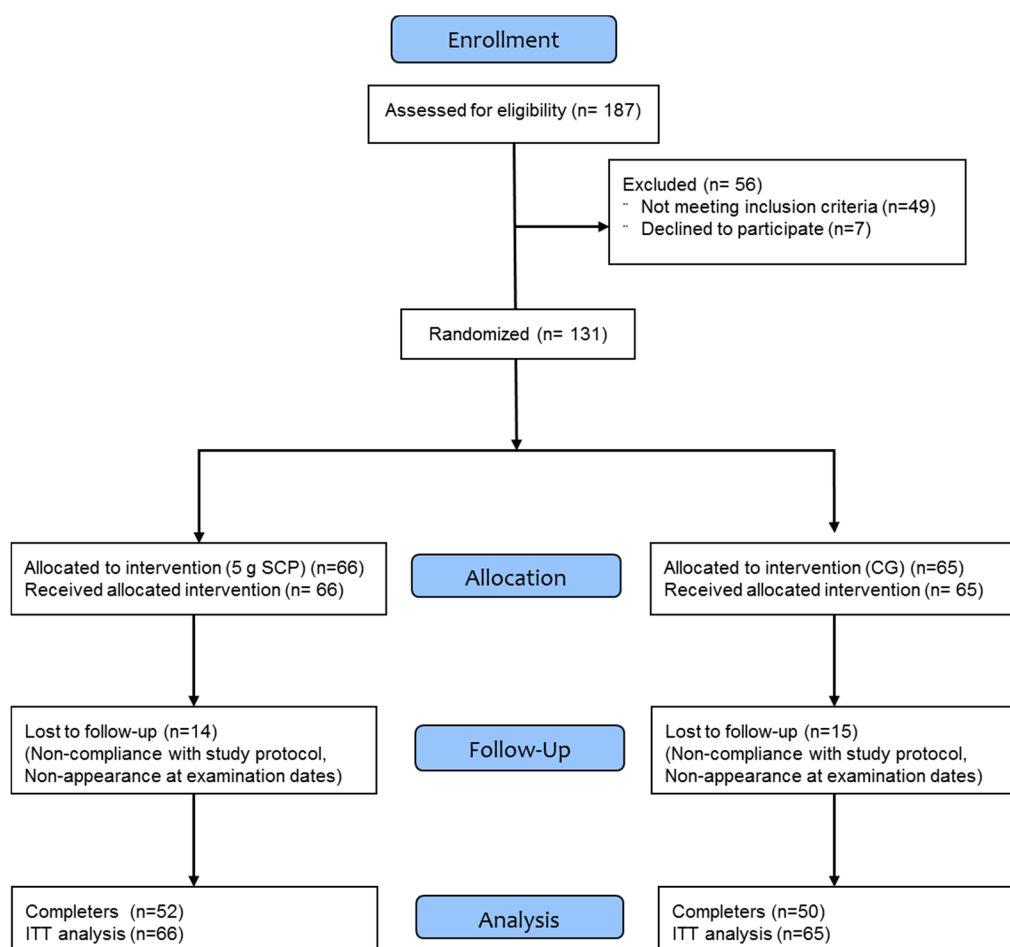 Enrollment
Assessed for eligibility (n= 187)
Excluded (n= 56)
¨ Not meeting inclusion criteria (n=49)
¨ Declined to participate (n=7)
Randomized (n= 131)
Allocated to intervention (5 g SCP) (n=66)
Received allocated intervention (n= 66)
Allocation
Allocated to intervention (CG) (n=65)
Received allocated intervention (n= 65)
Lost to follow-up (n=14)
(Non-compliance with study protocol,
Non-appearance at examination dates)
Follow-Up
Lost to follow-up (n=15)
(Non-compliance with study protocol,
Non-appearance at examination dates)
Completers (n=52)
ITT analysis (n=66)
Analysis
Completers (n=50)
ITT analysis (n=65)